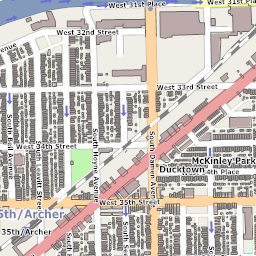 West 31st Place
West 31st Pla
West 32nd Street
venue
West 33rd Street
South Bell Avenue
South Leavitt Street
South Hoyne Avenue
South Damen Avenue
West 34th Street
McKinley Park
Ducktown
4th Place
West 35th Street
5th/Archer
35th/Archer